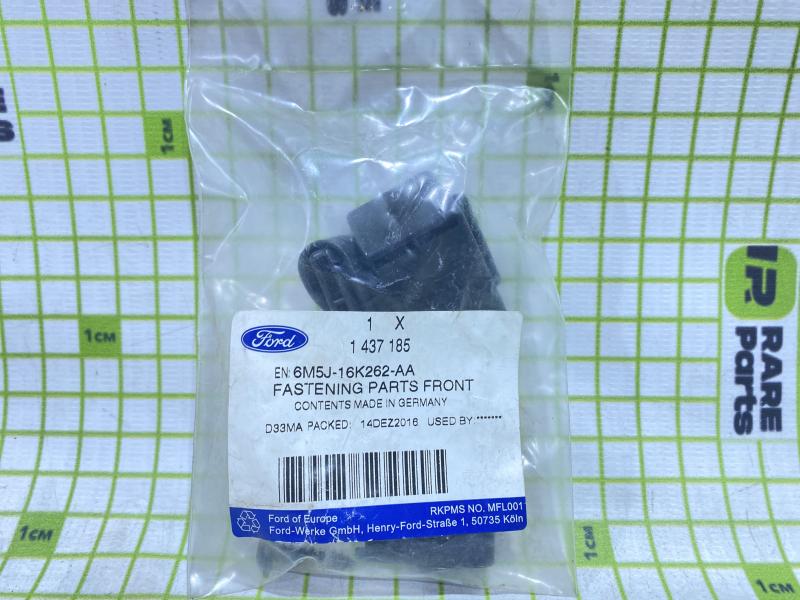 1см
1см
1см
1см
1см
RARE
Parts
RARE
Parts
Ford
1 X
1 437 185
EN: 6M5J-16K262-AA
FASTENING PARTS FRONT
CONTENTS MADE IN GERMANY
D33MA PACKED: 14DEZ2016 USED BY: *******
RKPMS NO. MFL001
Ford of Europe
Ford-Werke GmbH, Henry-Ford-Straße 1, 50735 Köln